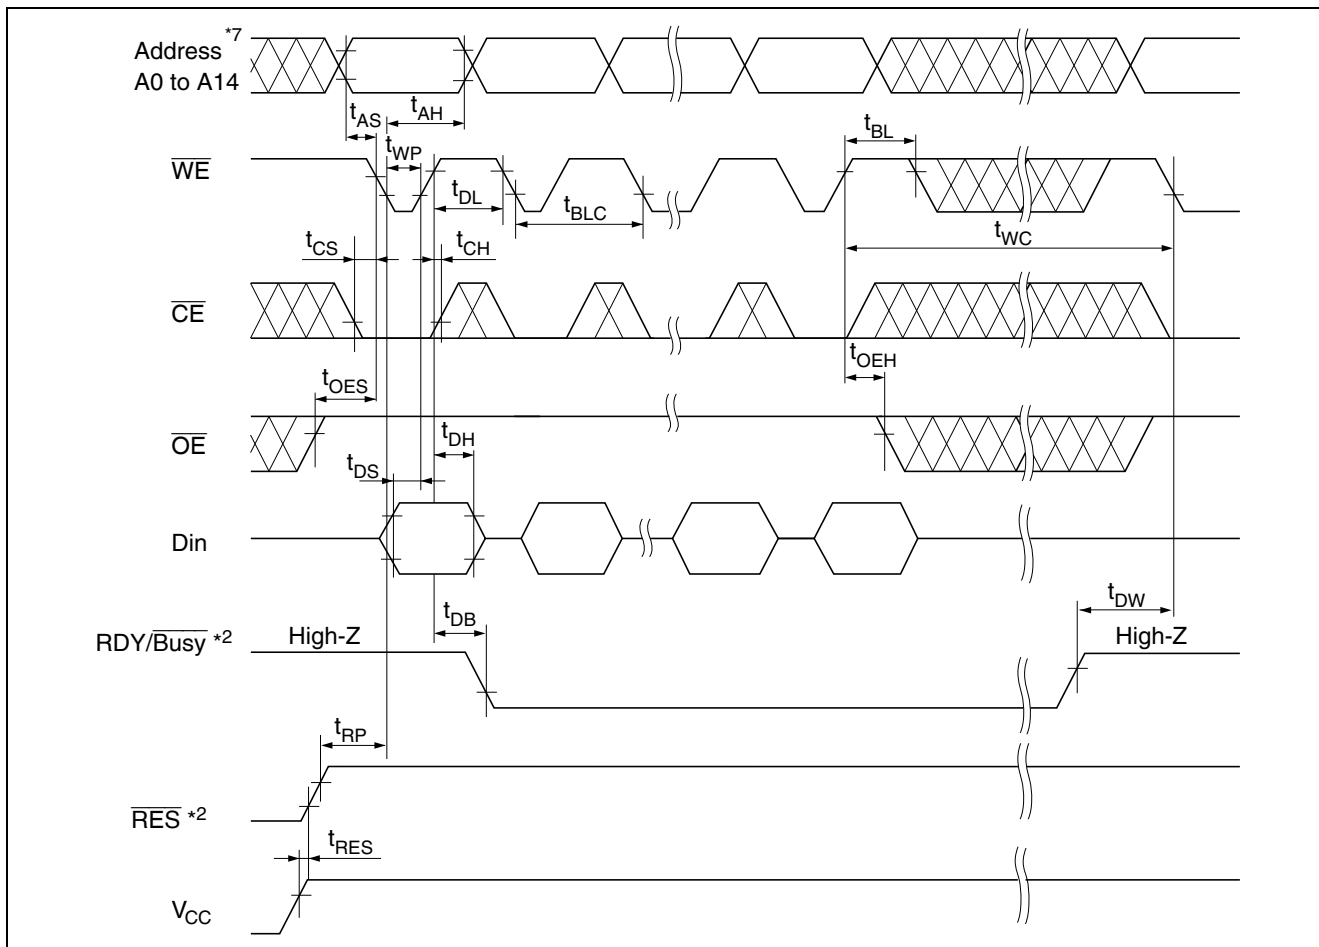 Address *7
A0 to A14
tAS
tAH
tWP
tBL
WE
tDL
tBLC
tWC
tCS
tCH
CE
tOEH
tOES
OE
tDH
tDS
Din
tDB
tDW
RDY/Busy *2
High-Z
High-Z
tRP
RES *2
tRES
VCC